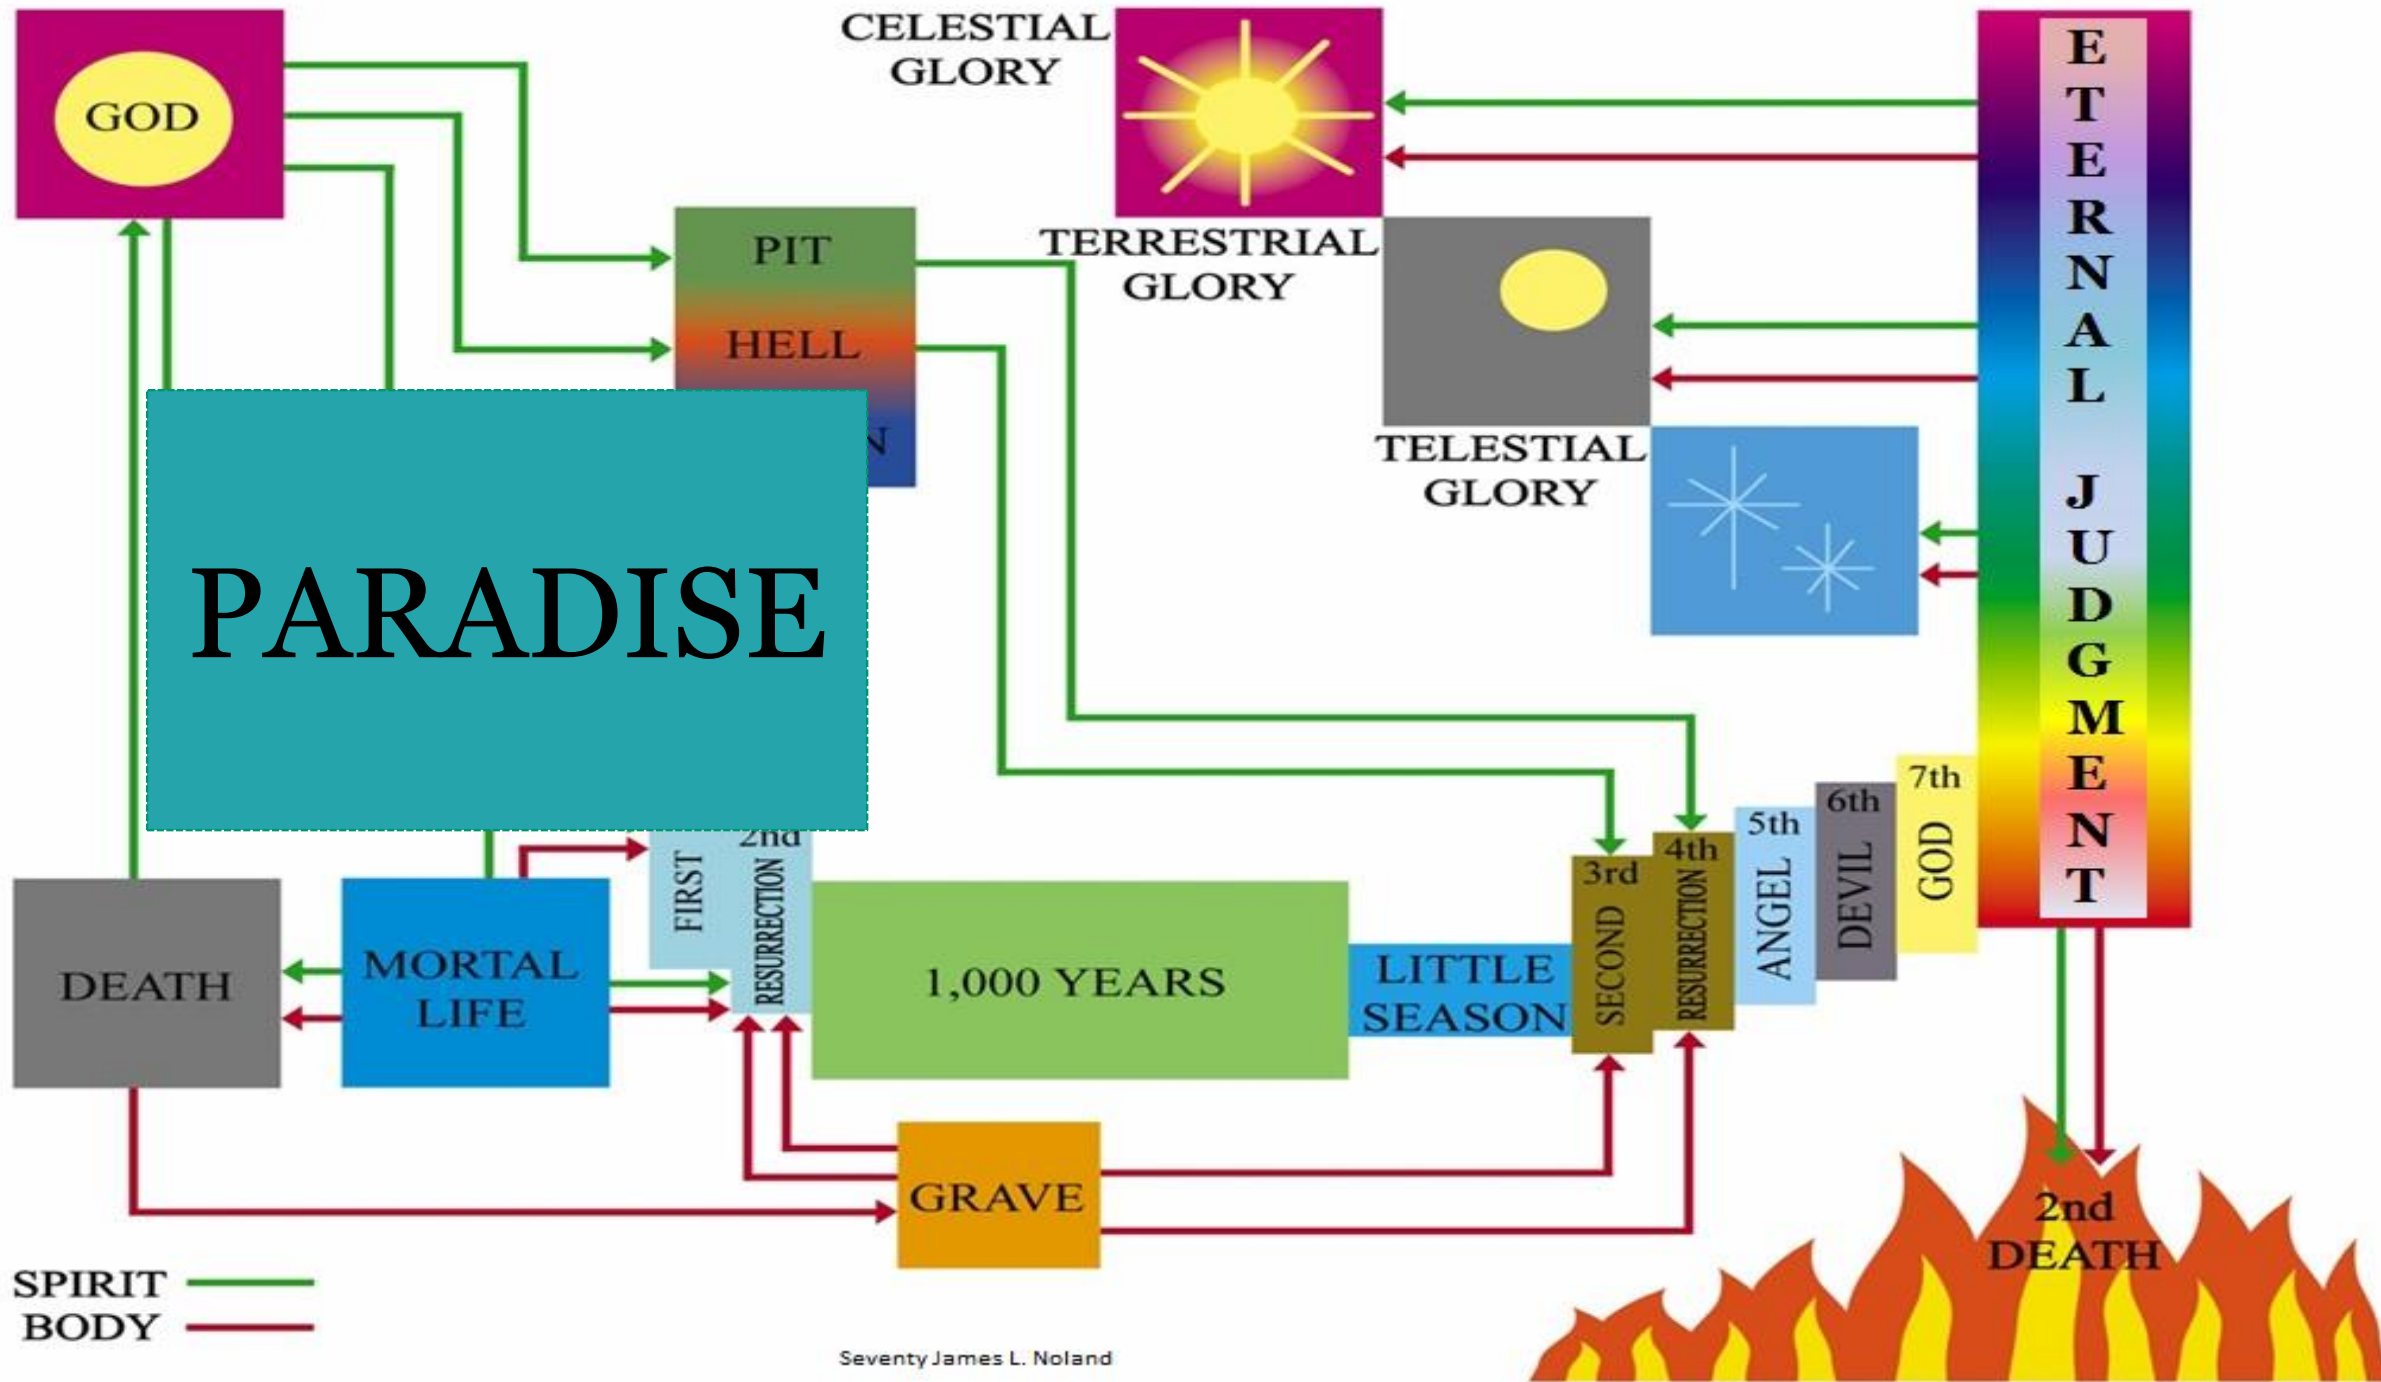 GOD
CELESTIAL
GLORY
TERRESTRIAL
GLORY
TELESTIAL
GLORY
ETERNAL JUDGMENT
PIT
HELL
N
PARADISE
DEATH
MORTAL
LIFE
FIRST
2nd
RESURRECTION
1,000 YEARS
LITTLE
SEASON
3rd
SECOND
4th
RESURRECTION
5th
ANGEL
6th
DEVIL
7th
GOD
GRAVE
2nd
DEATH
SPIRIT
BODY
Seventy James L. Noland